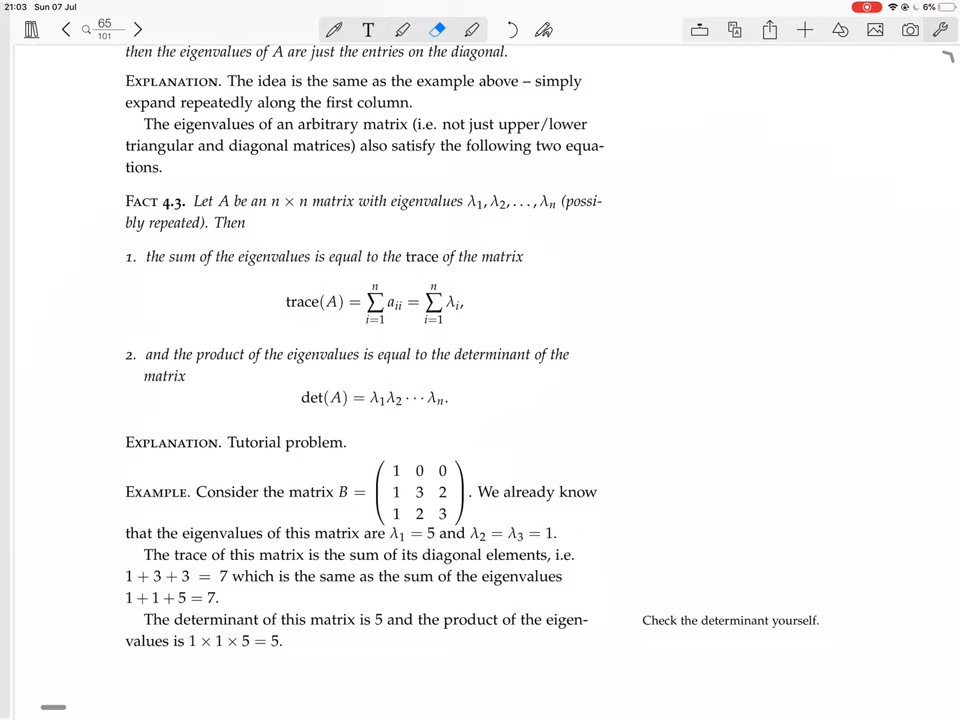 21:03 Sun 07 Jul
6%
65
101
T
then the eigenvalues of A are just the entries on the diagonal.
EXPLANATION. The idea is the same as the example above – simply
expand repeatedly along the first column.
The eigenvalues of an arbitrary matrix (i.e. not just upper/lower
triangular and diagonal matrices) also satisfy the following two equa-
tions.
FACT 4.3. Let A be an n × n matrix with eigenvalues λ₁, λ₂, . . . , λₙ (possi-
bly repeated). Then
1. the sum of the eigenvalues is equal to the trace of the matrix
trace(A) = ∑ⁿᵢ₌₁ aᵢᵢ = ∑ⁿᵢ₌₁ λᵢ,
2. and the product of the eigenvalues is equal to the determinant of the
matrix
det(A) = λ₁λ₂ · · · λₙ.
EXPLANATION. Tutorial problem.
1 0 0
EXAMPLE. Consider the matrix B = ( 1 3 2 ) . We already know
1 2 3
that the eigenvalues of this matrix are λ₁ = 5 and λ₂ = λ₃ = 1.
The trace of this matrix is the sum of its diagonal elements, i.e.
1 + 3 + 3 = 7 which is the same as the sum of the eigenvalues
1 + 1 + 5 = 7.
The determinant of this matrix is 5 and the product of the eigen-
values is 1 × 1 × 5 = 5.
Check the determinant yourself.